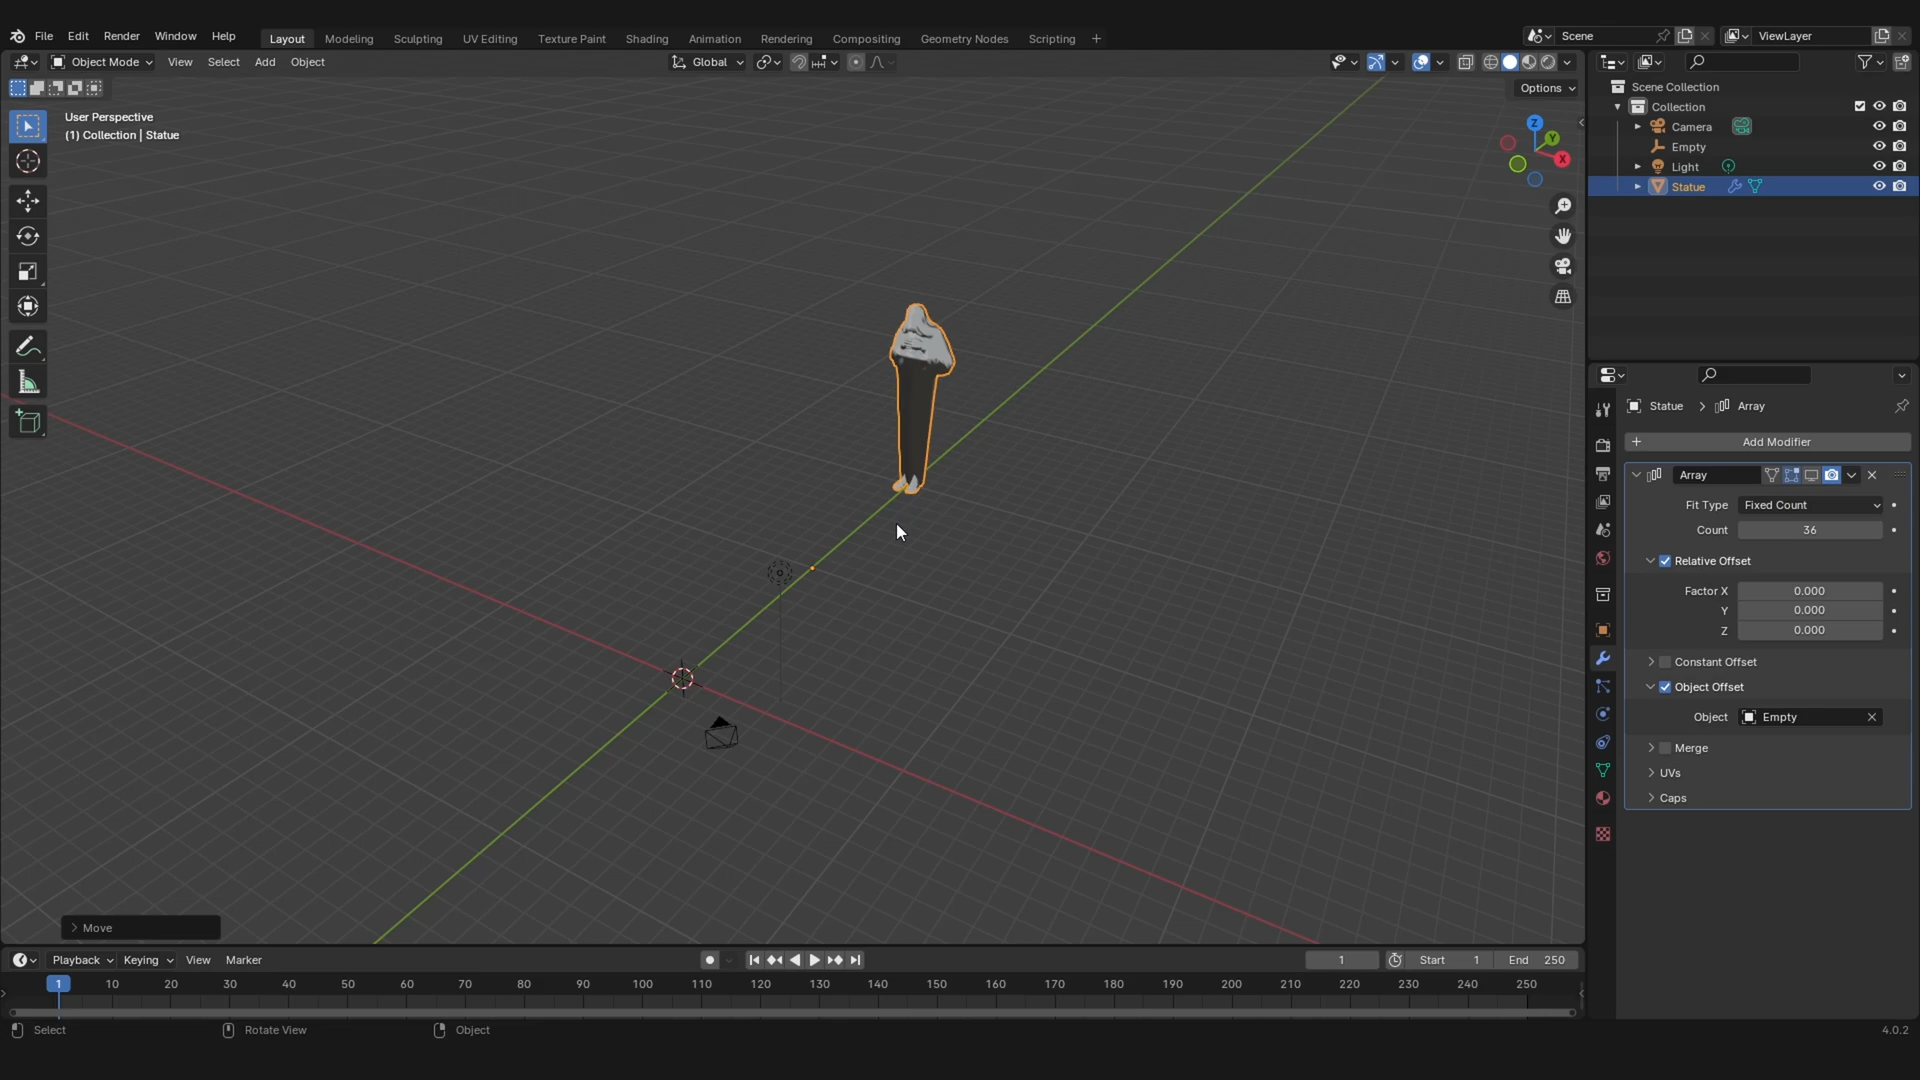 File Edit Render Window Help Layout Modeling Sculpting UV Editing Texture Paint Shading Animation Rendering Compositing Geometry Nodes Scripting + Scene ViewLayer
Object Mode View Select Add Object Global
Options
User Perspective
(1) Collection | Statue
Z
Y
X
Scene Collection
Collection
Camera
Empty
Light
Statue
Statue > Array
+ Add Modifier
Array
Fit Type Fixed Count
Count 36
Relative Offset
Factor X 0.000
Y 0.000
Z 0.000
Constant Offset
Object Offset
Object Empty
Merge
UVs
Caps
> Move
Playback Keying View Marker 1 Start 1 End 250
1 10 20 30 40 50 60 70 80 90 100 110 120 130 140 150 160 170 180 190 200 210 220 230 240 250
Select Rotate View Object 4.0.2